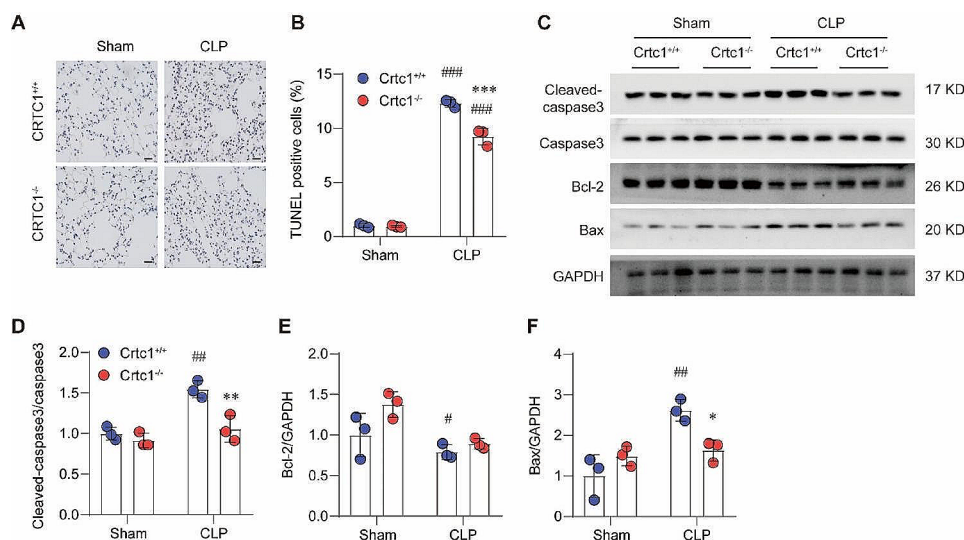 A
Sham
CLP
CRTC1+/+
CRTC1-/-
B
TUNEL positive cells (%)
15
10
5
0
Crtc1+/+
Crtc1-/-
###
***
###
Sham
CLP
C
Sham
CLP
Crtc1+/+
Crtc1-/-
Crtc1+/+
Crtc1-/-
Cleaved-
caspase3
17 KD
Caspase3
30 KD
Bcl-2
26 KD
Bax
20 KD
GAPDH
37 KD
D
Cleaved-caspase3/caspase3
2.0
1.5
1.0
0.5
0.0
Crtc1+/+
Crtc1-/-
##
**
Sham
CLP
E
Bcl-2/GAPDH
2.0
1.5
1.0
0.5
0.0
#
Sham
CLP
F
Bax/GAPDH
4
3
2
1
0
##
*
Sham
CLP